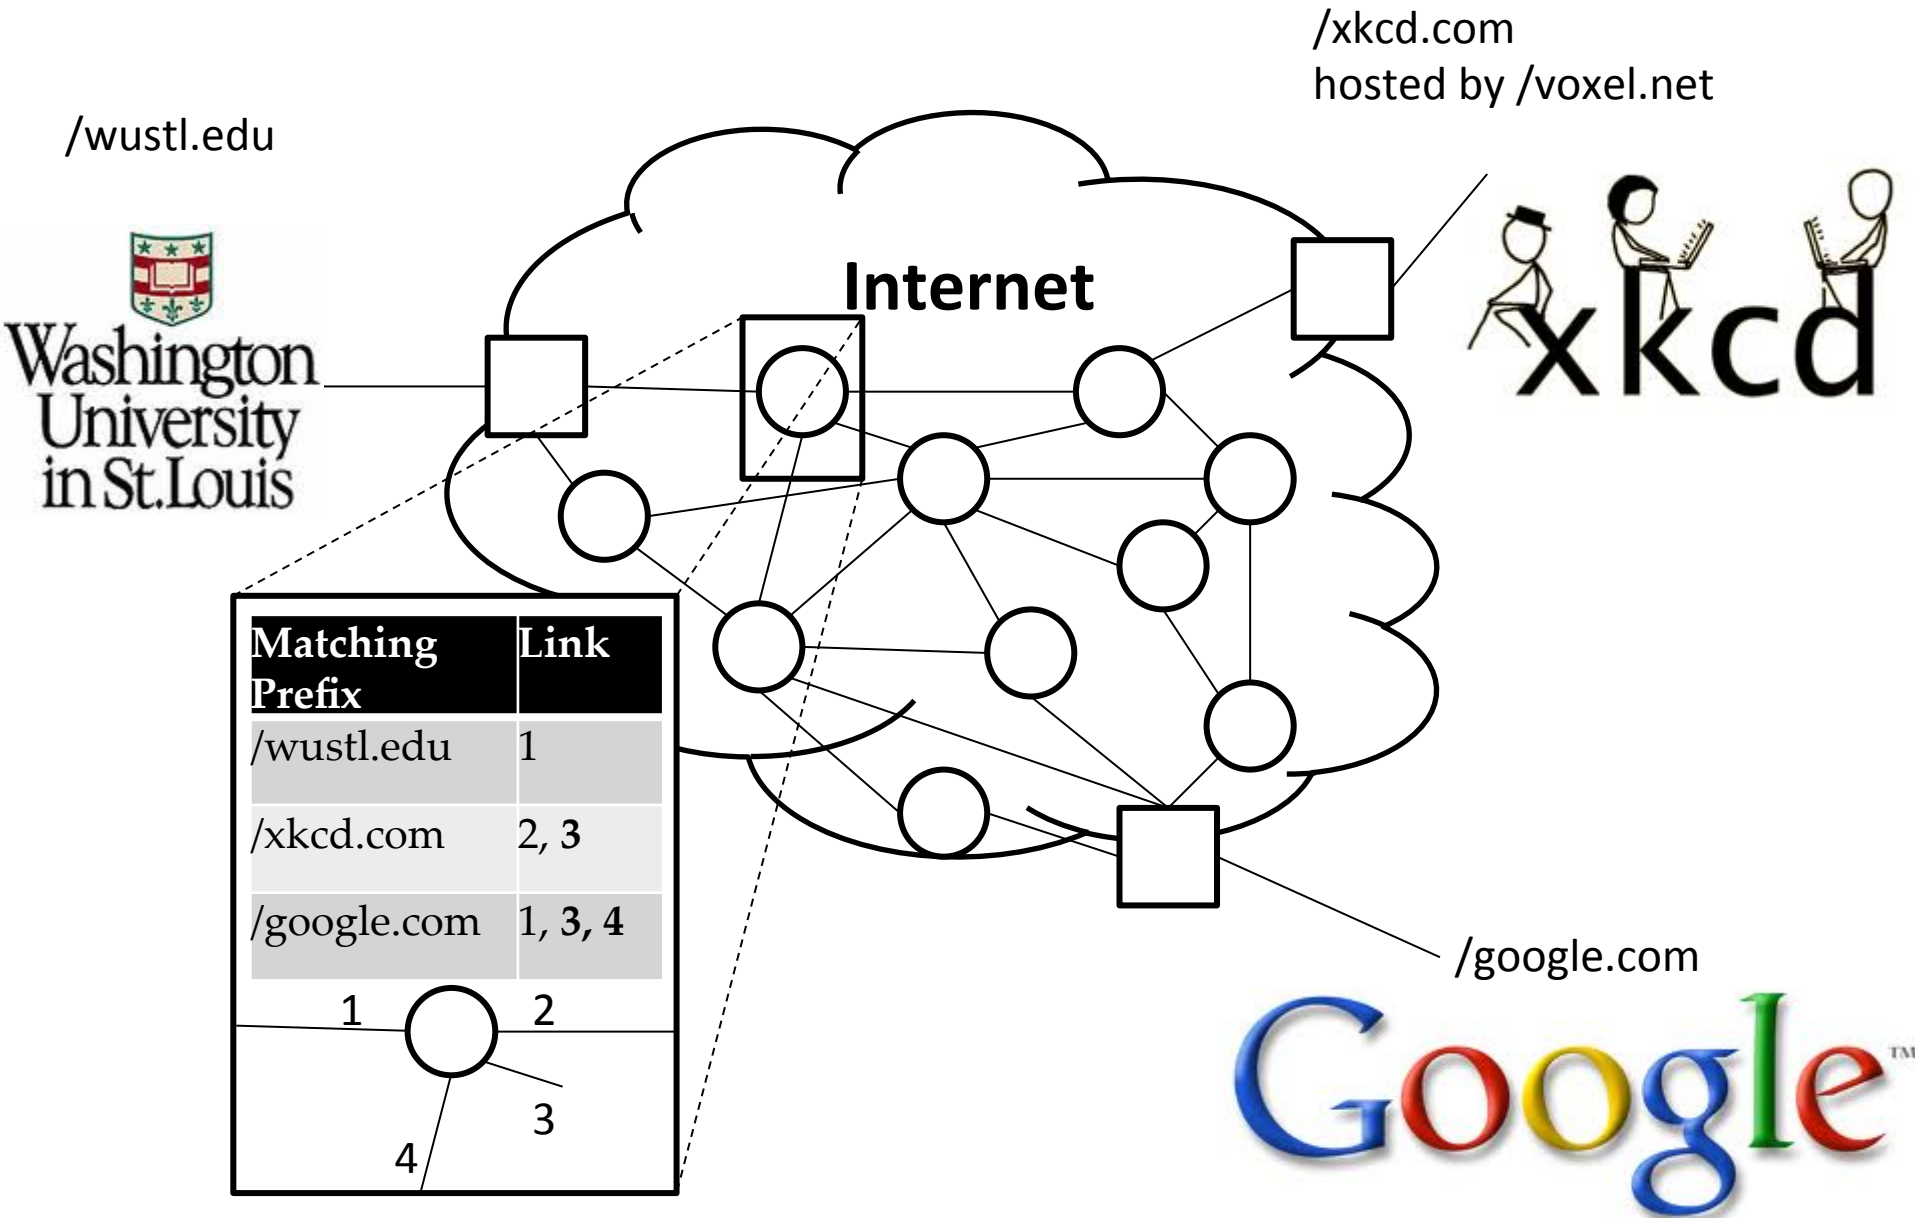 /xkcd.com
hosted by /voxel.net
/wustl.edu
Internet
Washington
University
in St.Louis
xkcd
Matching Link
Prefix
/wustl.edu 1
/xkcd.com 2, 3
/google.com 1, 3, 4
1 2
3
4
/google.com
Google™